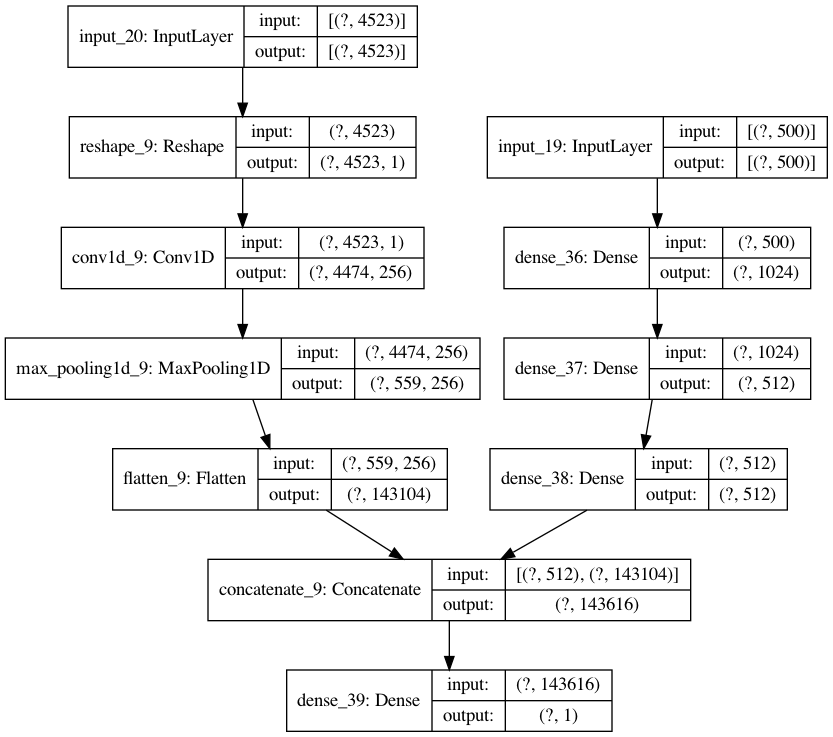 input_20: InputLayer
input: [(?, 4523)]
output: [(?, 4523)]
reshape_9: Reshape
input: (?, 4523)
output: (?, 4523, 1)
input_19: InputLayer
input: [(?, 500)]
output: [(?, 500)]
conv1d_9: Conv1D
input: (?, 4523, 1)
output: (?, 4474, 256)
dense_36: Dense
input: (?, 500)
output: (?, 1024)
max_pooling1d_9: MaxPooling1D
input: (?, 4474, 256)
output: (?, 559, 256)
dense_37: Dense
input: (?, 1024)
output: (?, 512)
flatten_9: Flatten
input: (?, 559, 256)
output: (?, 143104)
dense_38: Dense
input: (?, 512)
output: (?, 512)
concatenate_9: Concatenate
input: [(?, 512), (?, 143104)]
output: (?, 143616)
dense_39: Dense
input: (?, 143616)
output: (?, 1)